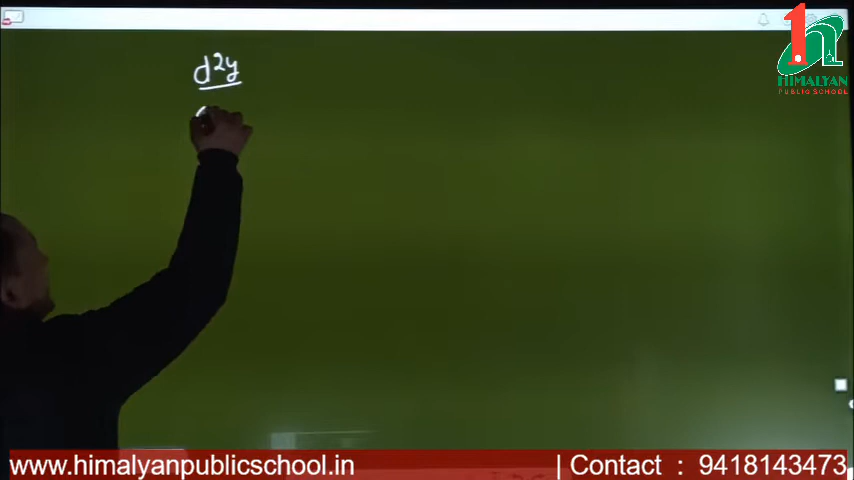 d²y
HIMALYAN
PUBLIC SCHOOL
www.himalyanpublicschool.in | Contact : 9418143473